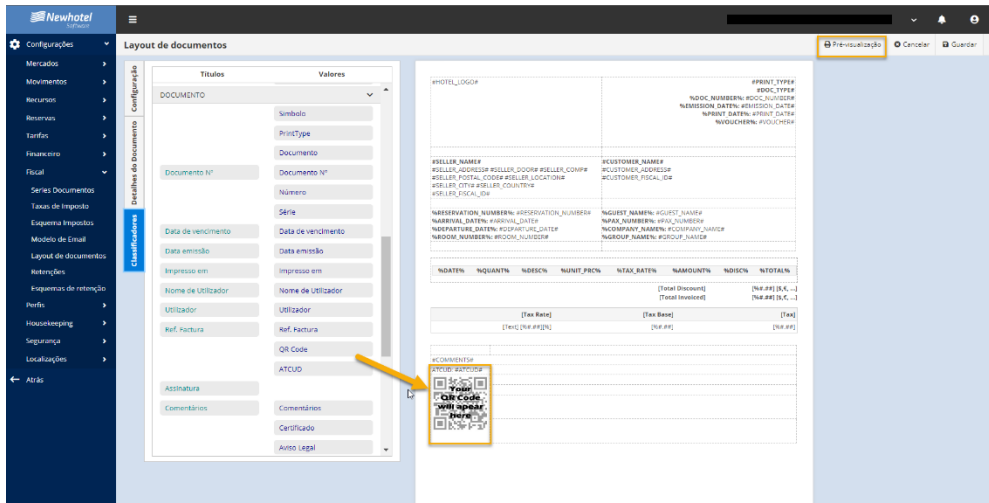 Newhotel
Software
Configurações
Mercados
Movimentos
Recursos
Reservas
Tarifas
Financeiro
Fiscal
Series Documentos
Taxas de Imposto
Esquema Impostos
Modelo de Email
Layout de documentos
Retenções
Esquemas de retenção
Perfis
Housekeeping
Segurança
Localizações
Atrás
Layout de documentos
Pré-visualização
Cancelar
Guardar
Configuração
Detalhes do Documento
Classificadores
Títulos Valores
DOCUMENTO
Simbolo
PrintType
Documento
Documento Nº Documento Nº
Número
Série
Data de vencimento Data de vencimento
Data emissão Data emissão
Impresso em Impresso em
Nome de Utilizador Nome de Utilizador
Utilizador Utilizador
Ref. Factura Ref. Factura
QR Code
ATCUD
Assinatura
Comentários Comentários
Certificado
Aviso Legal
#HOTEL_LOGO#
#PRINT_TYPE#
#DOC_TYPE#
%DOC_NUMBER%: #DOC_NUMBER#
%EMISSION_DATE%: #EMISSION_DATE#
%PRINT_DATE%: #PRINT_DATE#
%VOUCHER%: #VOUCHER#
#SELLER_NAME#
#SELLER_ADDRESS# #SELLER_DOOR# #SELLER_COMP#
#SELLER_POSTAL_CODE# #SELLER_LOCATION#
#SELLER_CITY# #SELLER_COUNTRY#
#SELLER_FISCAL_ID#
#CUSTOMER_NAME#
#CUSTOMER_ADDRESS#
#CUSTOMER_FISCAL_ID#
%RESERVATION_NUMBER%: #RESERVATION_NUMBER#
%ARRIVAL_DATE%: #ARRIVAL_DATE#
%DEPARTURE_DATE%: #DEPARTURE_DATE#
%ROOM_NUMBER%: #ROOM_NUMBER#
%GUEST_NAME%: #GUEST_NAME#
%PAX_NUMBER%: #PAX_NUMBER#
%COMPANY_NAME%: #COMPANY_NAME#
%GROUP_NAME%: #GROUP_NAME#
%DATE% %QUANT% %DESC% %UNIT_PRC% %TAX_RATE% %AMOUNT% %DISC% %TOTAL%
[Total Discount] [%#.##] [$,€, ...]
[Total Invoiced] [%#.##] [$,€, ...]
[Tax Rate] [Tax Base] [Tax]
[Text] [%#.##][%] [%#.##] [%#.##]
#COMMENTS#
ATCUD: #ATCUD#
Your
QR Code
will apear
here